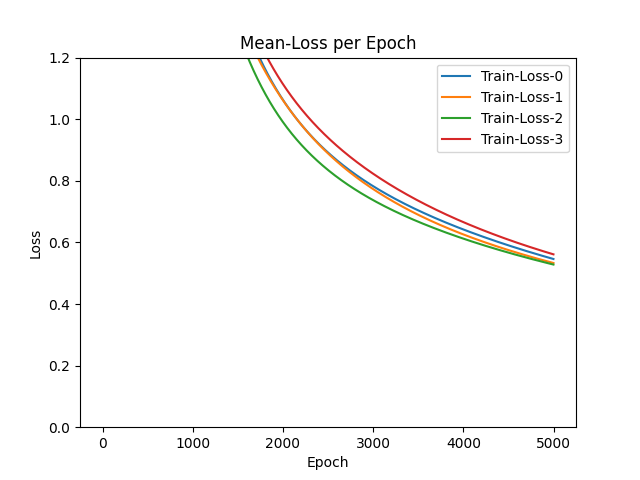 Mean-Loss per Epoch
1.2
1.0
0.8
0.6
0.4
0.2
0.0
Loss
Train-Loss-0
Train-Loss-1
Train-Loss-2
Train-Loss-3
0 1000 2000 3000 4000 5000
Epoch